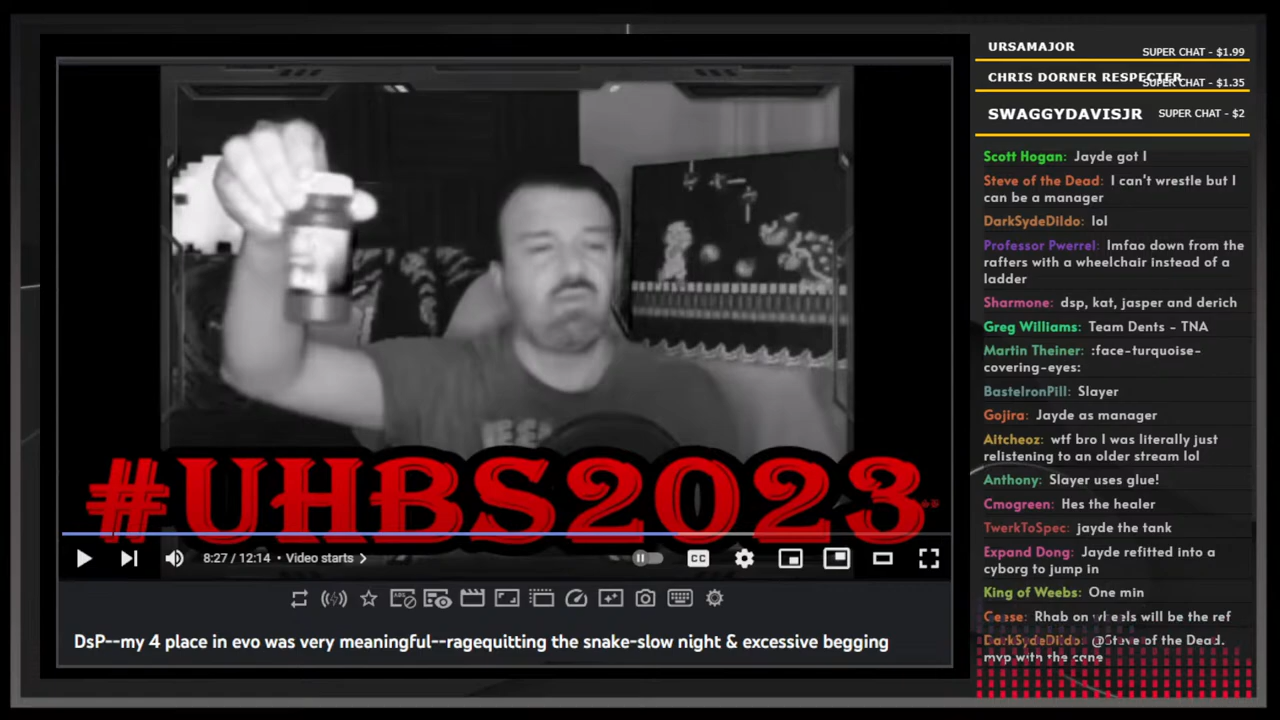 URSAMAJOR
SUPER CHAT - $1.99
CHRIS DORNER RESPECTER
SUPER CHAT - $1.35
SWAGGYDAVISJR
SUPER CHAT - $2
Scott Hogan: Jayde got l
Steve of the Dead: I can't wrestle but I
can be a manager
DarkSydeDildo: lol
Professor Pwerrel: lmfao down from the
rafters with a wheelchair instead of a
ladder
Sharmone: dsp, kat, jasper and derich
Greg Williams: Team Dents - TNA
Martin Theiner: :face-turquoise-
covering-eyes:
BasteIronPill: Slayer
Gojira: Jayde as manager
Aitcheoz: wtf bro I was literally just
relistening to an older stream lol
Anthony: Slayer uses glue!
Cmogreen: Hes the healer
TwerkToSpec: jayde the tank
Expand Dong: Jayde refitted into a
cyborg to jump in
King of Weebs: One min
Ceese: Rhab on wheels will be the ref
DarkSydeDildo: @Steve of the Dead.
mvp with the cane
#UHBS2023
8:27 / 12:14 • Video starts
CC
DsP--my 4 place in evo was very meaningful--ragequitting the snake-slow night & excessive begging